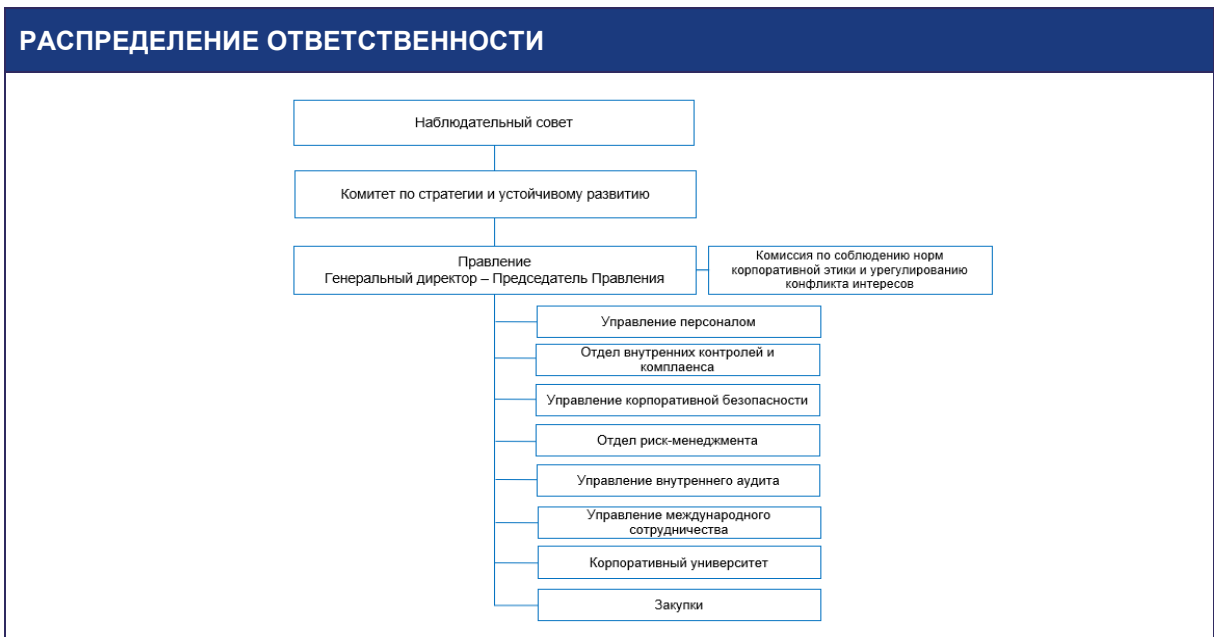 РАСПРЕДЕЛЕНИЕ ОТВЕТСТВЕННОСТИ
Наблюдательный совет
Комитет по стратегии и устойчивому развитию
Правление
Генеральный директор – Председатель Правления
Комиссия по соблюдению норм
корпоративной этики и урегулированию
конфликта интересов
Управление персоналом
Отдел внутренних контролей и
комплаенса
Управление корпоративной безопасности
Отдел риск-менеджмента
Управление внутреннего аудита
Управление международного
сотрудничества
Корпоративный университет
Закупки